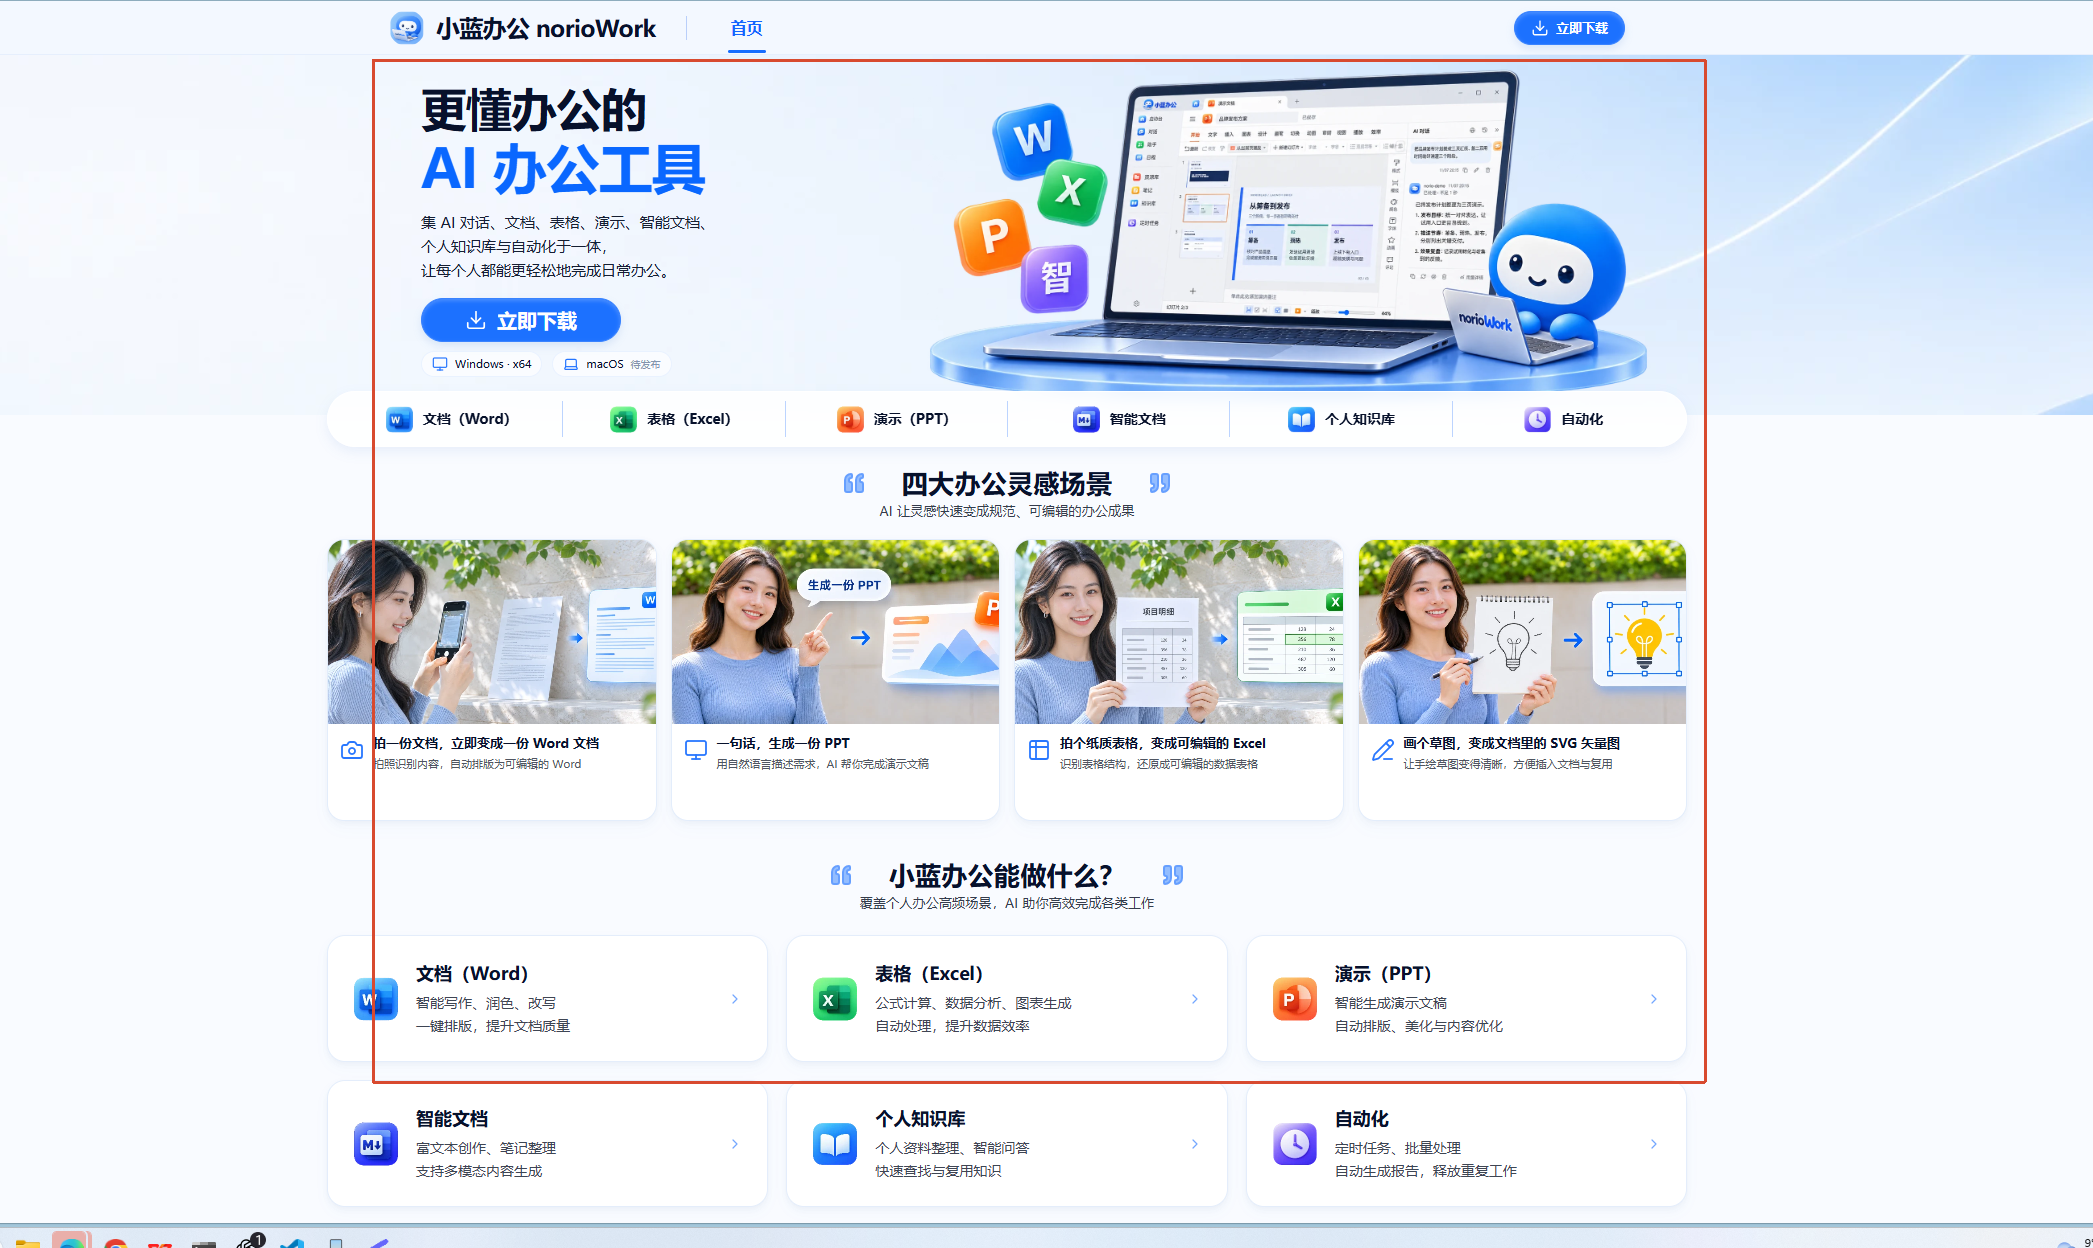 小蓝办公 norioWork
首页
立即下载
更懂办公的
AI 办公工具
集 AI 对话、文档、表格、演示、智能文档、
个人知识库与自动化于一体，
让每个人都能更轻松地完成日常办公。
立即下载
Windows · x64
macOS 待发布
W
X
P
智
小蓝办公
AI 对话
从筹备到发布
筹备
发布
norioWork
文档（Word）
表格（Excel）
演示（PPT）
智能文档
个人知识库
自动化
四大办公灵感场景
AI 让灵感快速变成规范、可编辑的办公成果
生成一份 PPT
项目明细
拍一份文档，立即变成一份 Word 文档
拍照识别内容，自动排版为可编辑的 Word
一句话，生成一份 PPT
用自然语言描述需求，AI 帮你完成演示文稿
拍个纸质表格，变成可编辑的 Excel
识别表格结构，还原成可编辑的数据表格
画个草图，变成文档里的 SVG 矢量图
让手绘草图变得清晰，方便插入文档与复用
小蓝办公能做什么？
覆盖个人办公高频场景，AI 助你高效完成各类工作
文档（Word）
智能写作、润色、改写
一键排版，提升文档质量
表格（Excel）
公式计算、数据分析、图表生成
自动处理，提升数据效率
演示（PPT）
智能生成演示文稿
自动排版、美化与内容优化
智能文档
富文本创作、笔记整理
支持多模态内容生成
个人知识库
个人资料整理、智能问答
快速查找与复用知识
自动化
定时任务、批量处理
自动生成报告，释放重复工作